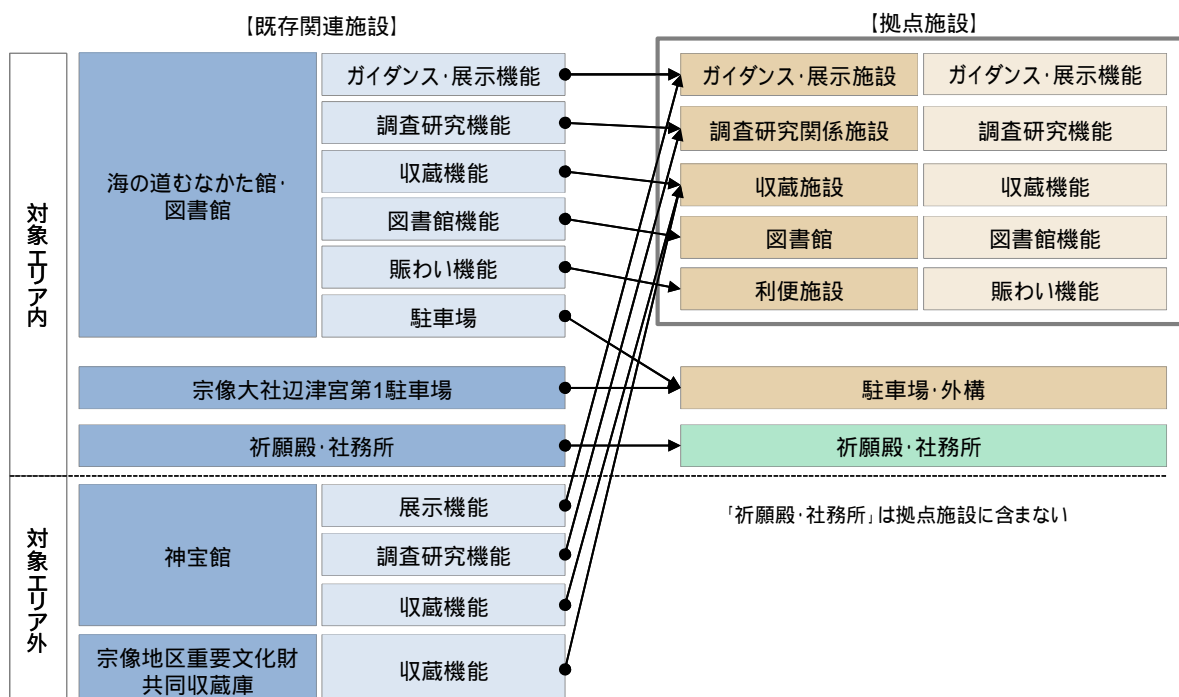 【既存関連施設】
【拠点施設】
対象エリア内
海の道むなかた館・
図書館
ガイダンス・展示機能
調査研究機能
収蔵機能
図書館機能
賑わい機能
駐車場
ガイダンス・展示施設
ガイダンス・展示機能
調査研究関係施設
調査研究機能
収蔵施設
収蔵機能
図書館
図書館機能
利便施設
賑わい機能
宗像大社辺津宮第1駐車場
駐車場・外構
祈願殿・社務所
祈願殿・社務所
対象エリア外
神宝館
展示機能
調査研究機能
収蔵機能
「祈願殿・社務所」は拠点施設に含まない
宗像地区重要文化財
共同収蔵庫
収蔵機能